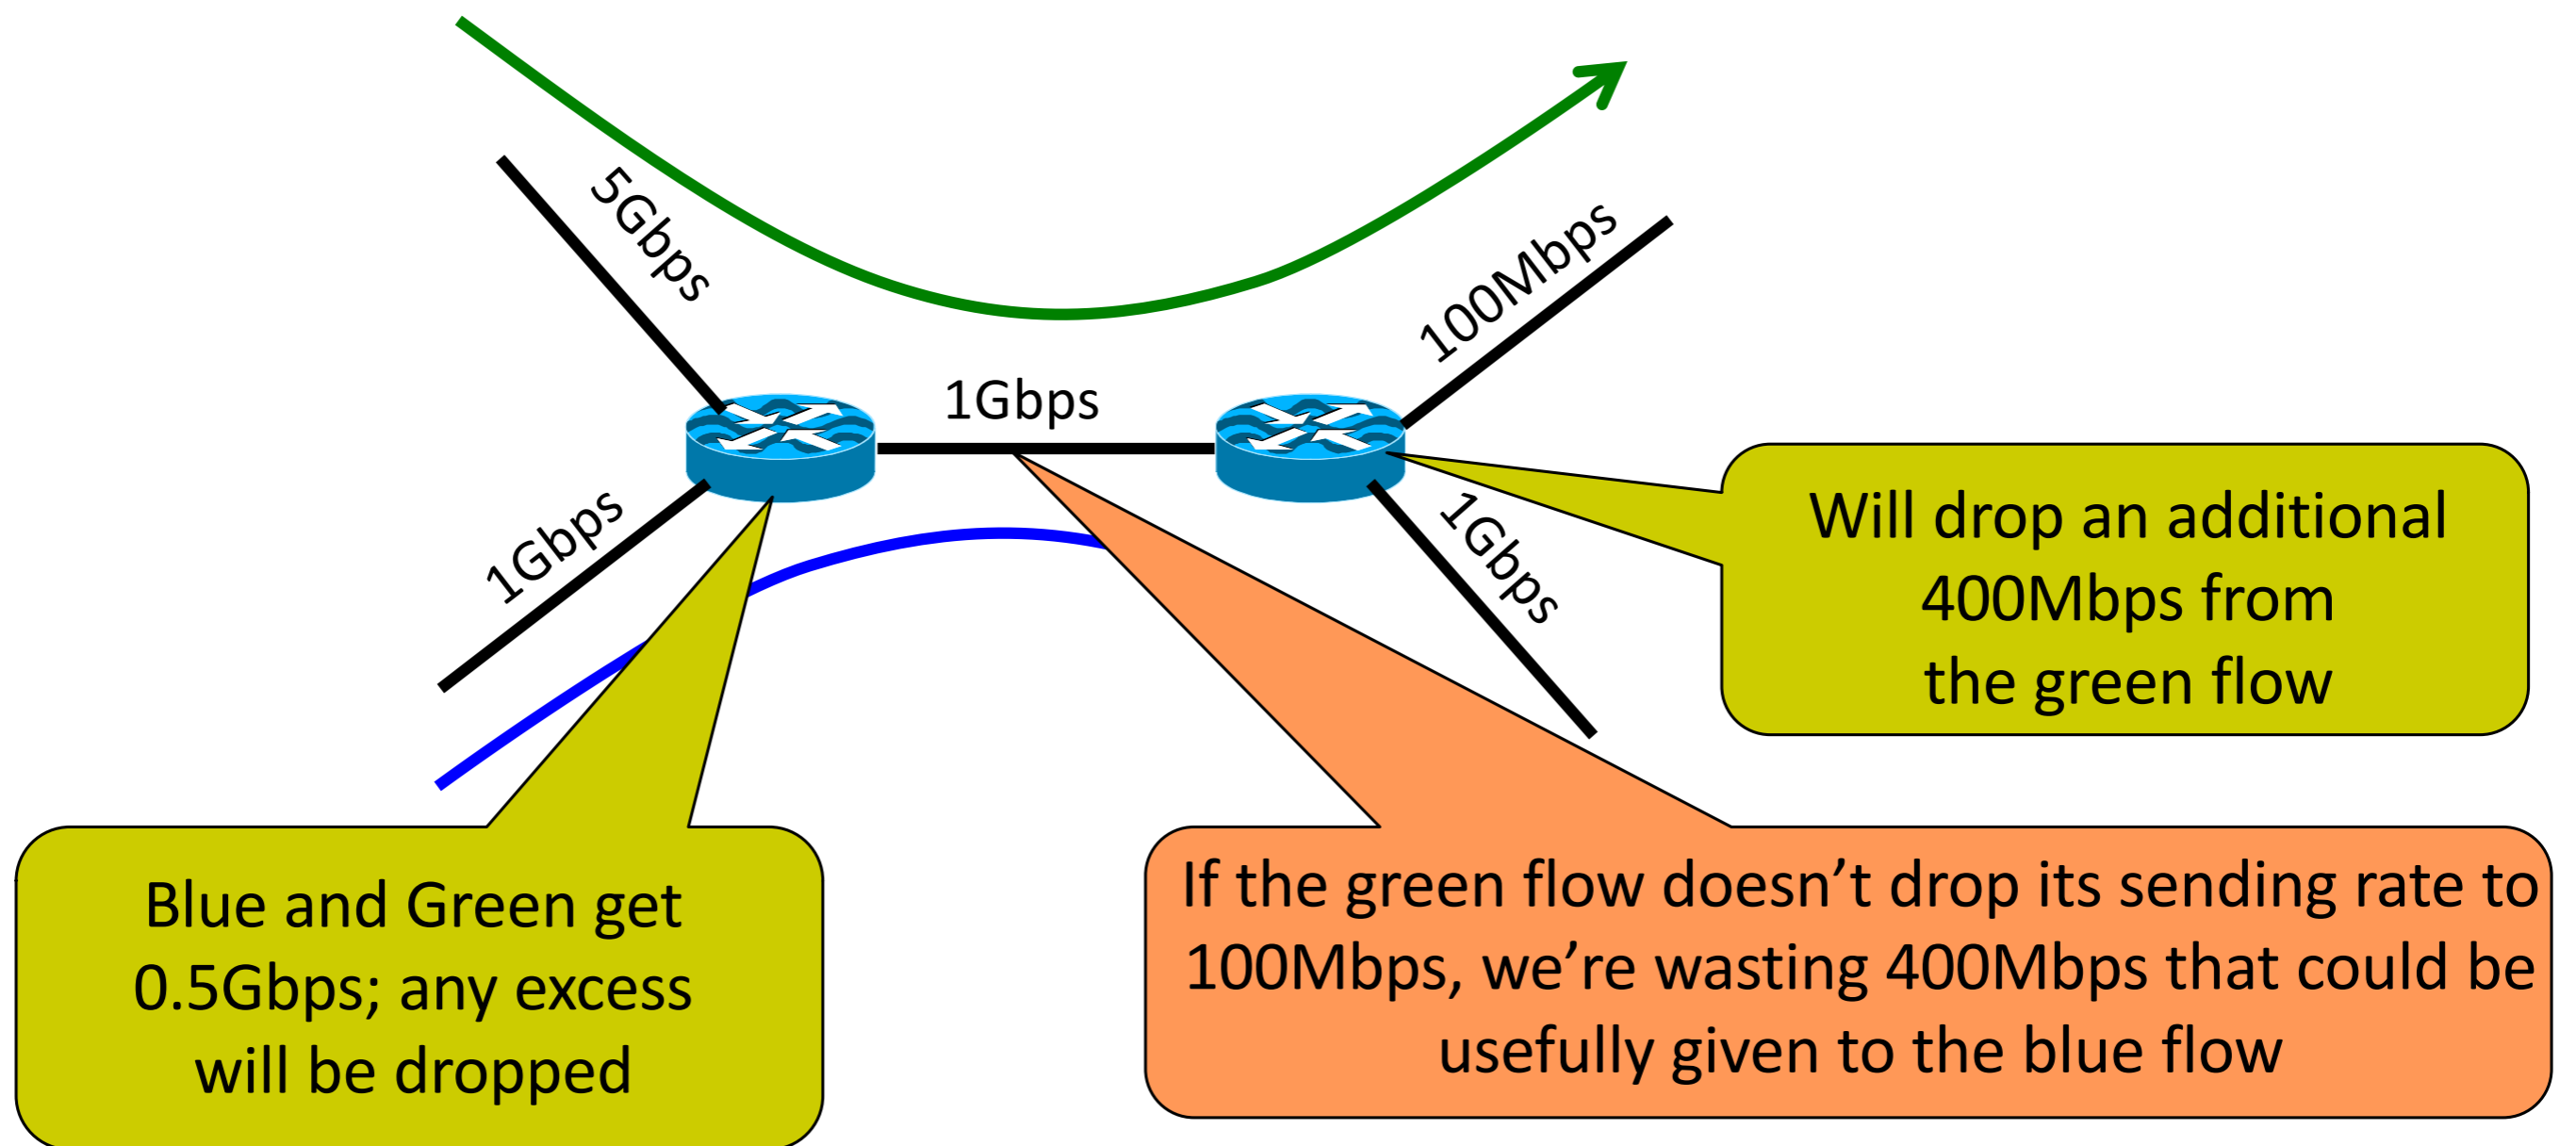 5Gbps
100Mbps
1Gbps
1Gbps
1Gbps
Will drop an additional
400Mbps from
the green flow
Blue and Green get
0.5Gbps; any excess
will be dropped
If the green flow doesn’t drop its sending rate to
100Mbps, we’re wasting 400Mbps that could be
usefully given to the blue flow